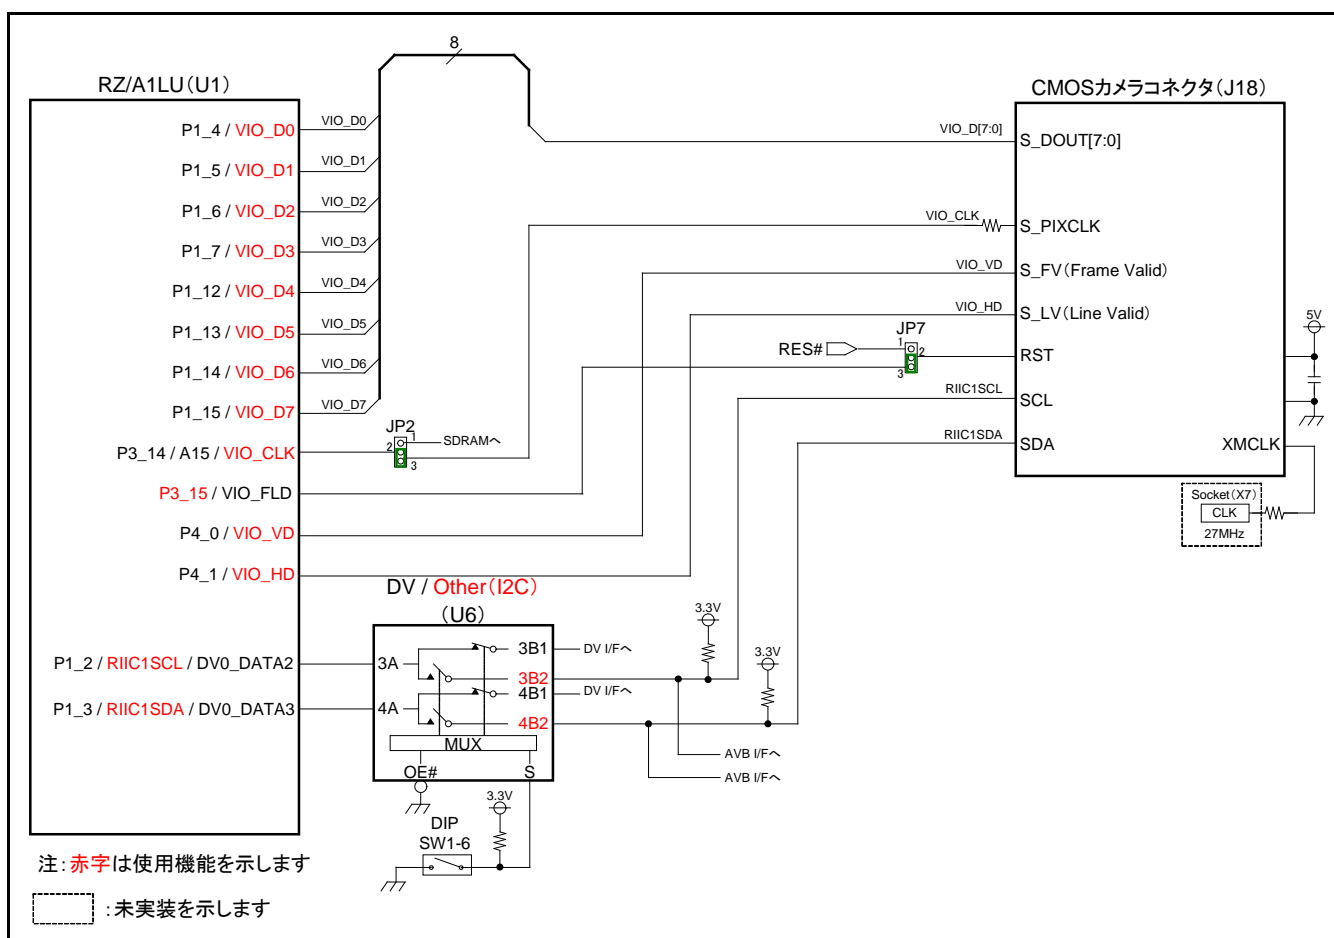 8
RZ/A1LU(U1)
CMOSカメラコネクタ(J18)
P1_4 / VIO_D0
VIO_D0
VIO_D[7:0]
S_DOUT[7:0]
P1_5 / VIO_D1
VIO_D1
P1_6 / VIO_D2
VIO_D2
VIO_CLK
S_PIXCLK
P1_7 / VIO_D3
VIO_D3
VIO_VD
S_FV(Frame Valid)
P1_12 / VIO_D4
VIO_D4
VIO_HD
S_LV(Line Valid)
5V
P1_13 / VIO_D5
VIO_D5
JP7
RES#
1
2
3
RST
P1_14 / VIO_D6
VIO_D6
RIIC1SCL
SCL
P1_15 / VIO_D7
VIO_D7
JP2
1
2
3
SDRAMへ
RIIC1SDA
SDA
XMCLK
P3_14 / A15 / VIO_CLK
P3_15 / VIO_FLD
Socket(X7)
CLK
27MHz
P4_0 / VIO_VD
P4_1 / VIO_HD
DV / Other(I2C)
(U6)
3.3V
3.3V
P1_2 / RIIC1SCL / DV0_DATA2
3A
3B1
DV I/Fへ
3B2
4B1
DV I/Fへ
P1_3 / RIIC1SDA / DV0_DATA3
4A
4B2
MUX
AVB I/Fへ
OE#
S
AVB I/Fへ
3.3V
DIP
SW1-6
注:赤字は使用機能を示します
:未実装を示します